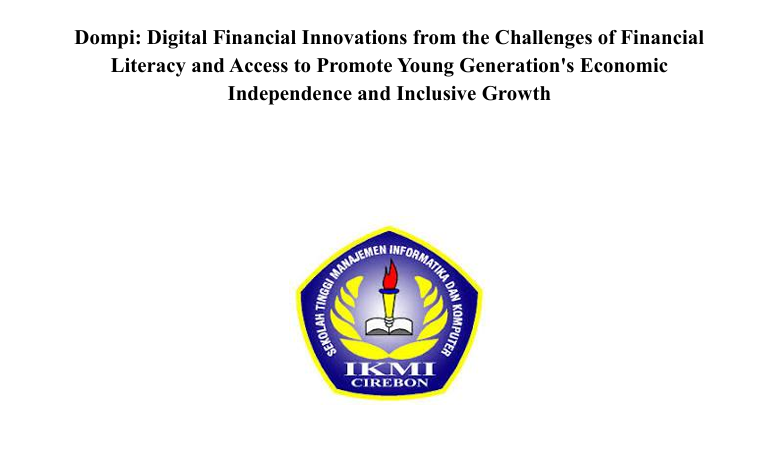 Dompi: Digital Financial Innovations from the Challenges of Financial
Literacy and Access to Promote Young Generation's Economic
Independence and Inclusive Growth
SEKOLAH TINGGI MANAJEMEN INFORMATIKA DAN KOMPUTER
IKMI
CIREBON